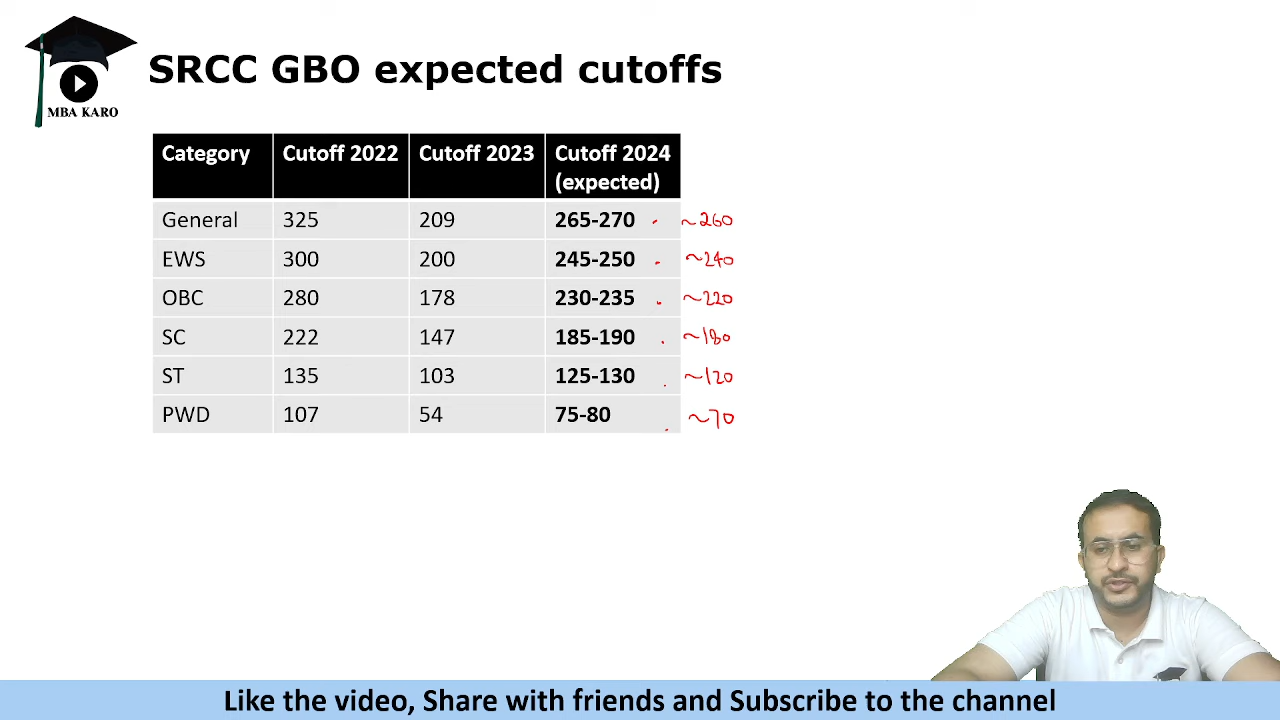 SRCC GBO expected cutoffs
MBA KARO
Category Cutoff 2022 Cutoff 2023 Cutoff 2024 (expected)
General 325 209 265-270 ~260
EWS 300 200 245-250 ~240
OBC 280 178 230-235 ~220
SC 222 147 185-190 ~180
ST 135 103 125-130 ~120
PWD 107 54 75-80 ~70
Like the video, Share with friends and Subscribe to the channel